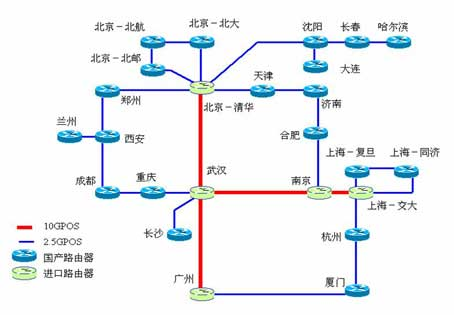 北京－北航
北京－北大
沈阳
长春
哈尔滨
北京－北邮
大连
天津
郑州
北京－清华
济南
兰州
西安
合肥
上海－复旦
上海－同济
成都
重庆
武汉
南京
上海－交大
10GPOS
2.5GPOS
长沙
杭州
国产路由器
进口路由器
广州
厦门